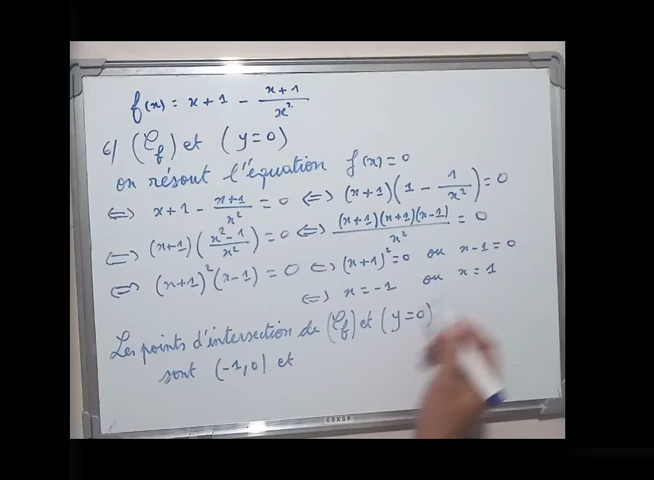 f(x) = x+1 - (x+1)/x²
6) (𝒞f) et (y=0)
on résout l'équation f(x)=0
⇔ x+1 - (x+1)/x² = 0 ⇔ (x+1)(1 - 1/x²) = 0
⇔ (x+1)((x²-1)/x²) = 0 ⇔ (x+1)(x+1)(x-1)/x² = 0
⇔ (x+1)²(x-1) = 0 ⇔ (x+1)²=0 ou x-1=0
⇔ x=-1 ou x=1
Les points d'intersection de (𝒞f) et (y=0)
sont (-1,0) et
45X60